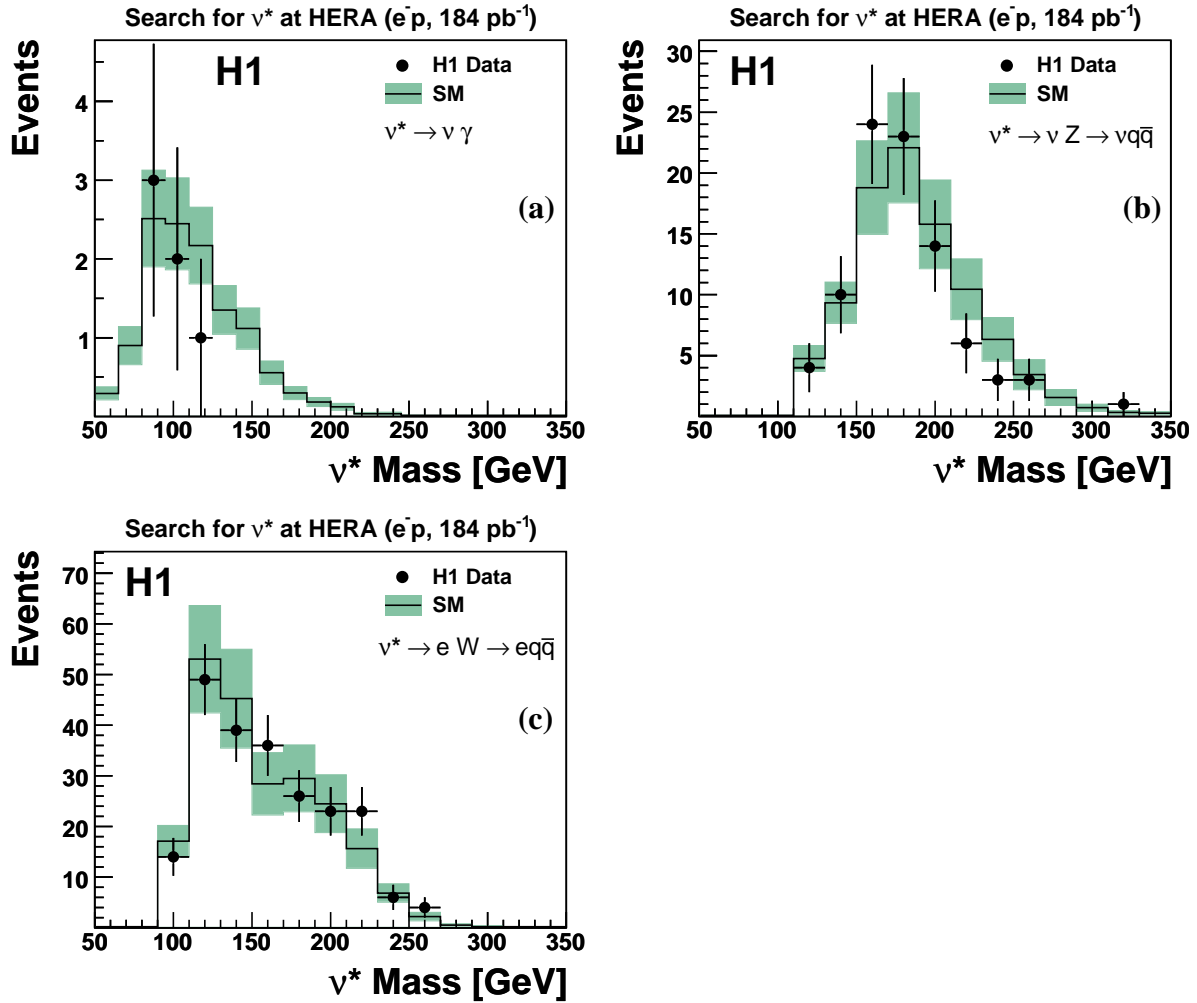 Search for ν* at HERA (e⁻p, 184 pb⁻¹)
Events
H1
H1 Data
SM
ν* → ν γ
(a)
4
3
2
1
50 100 150 200 250 300 350
ν* Mass [GeV]
Search for ν* at HERA (e⁻p, 184 pb⁻¹)
Events
H1
H1 Data
SM
ν* → ν Z → νqq̅
(b)
30
25
20
15
10
5
50 100 150 200 250 300 350
ν* Mass [GeV]
Search for ν* at HERA (e⁻p, 184 pb⁻¹)
Events
H1
H1 Data
SM
ν* → e W → eqq̅
(c)
70
60
50
40
30
20
10
50 100 150 200 250 300 350
ν* Mass [GeV]